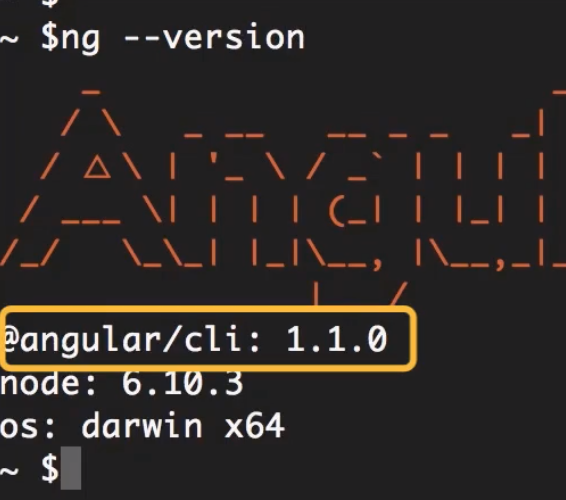 ~ $ng --version
@angular/cli: 1.1.0
node: 6.10.3
os: darwin x64
~ $